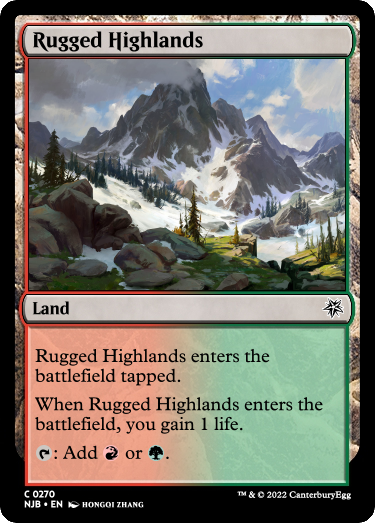 Rugged Highlands
Land
Rugged Highlands enters the
battlefield tapped.
When Rugged Highlands enters the
battlefield, you gain 1 life.
: Add or .
C 0270
NJB • EN HONGQI ZHANG
™ & © 2022 CanterburyEgg